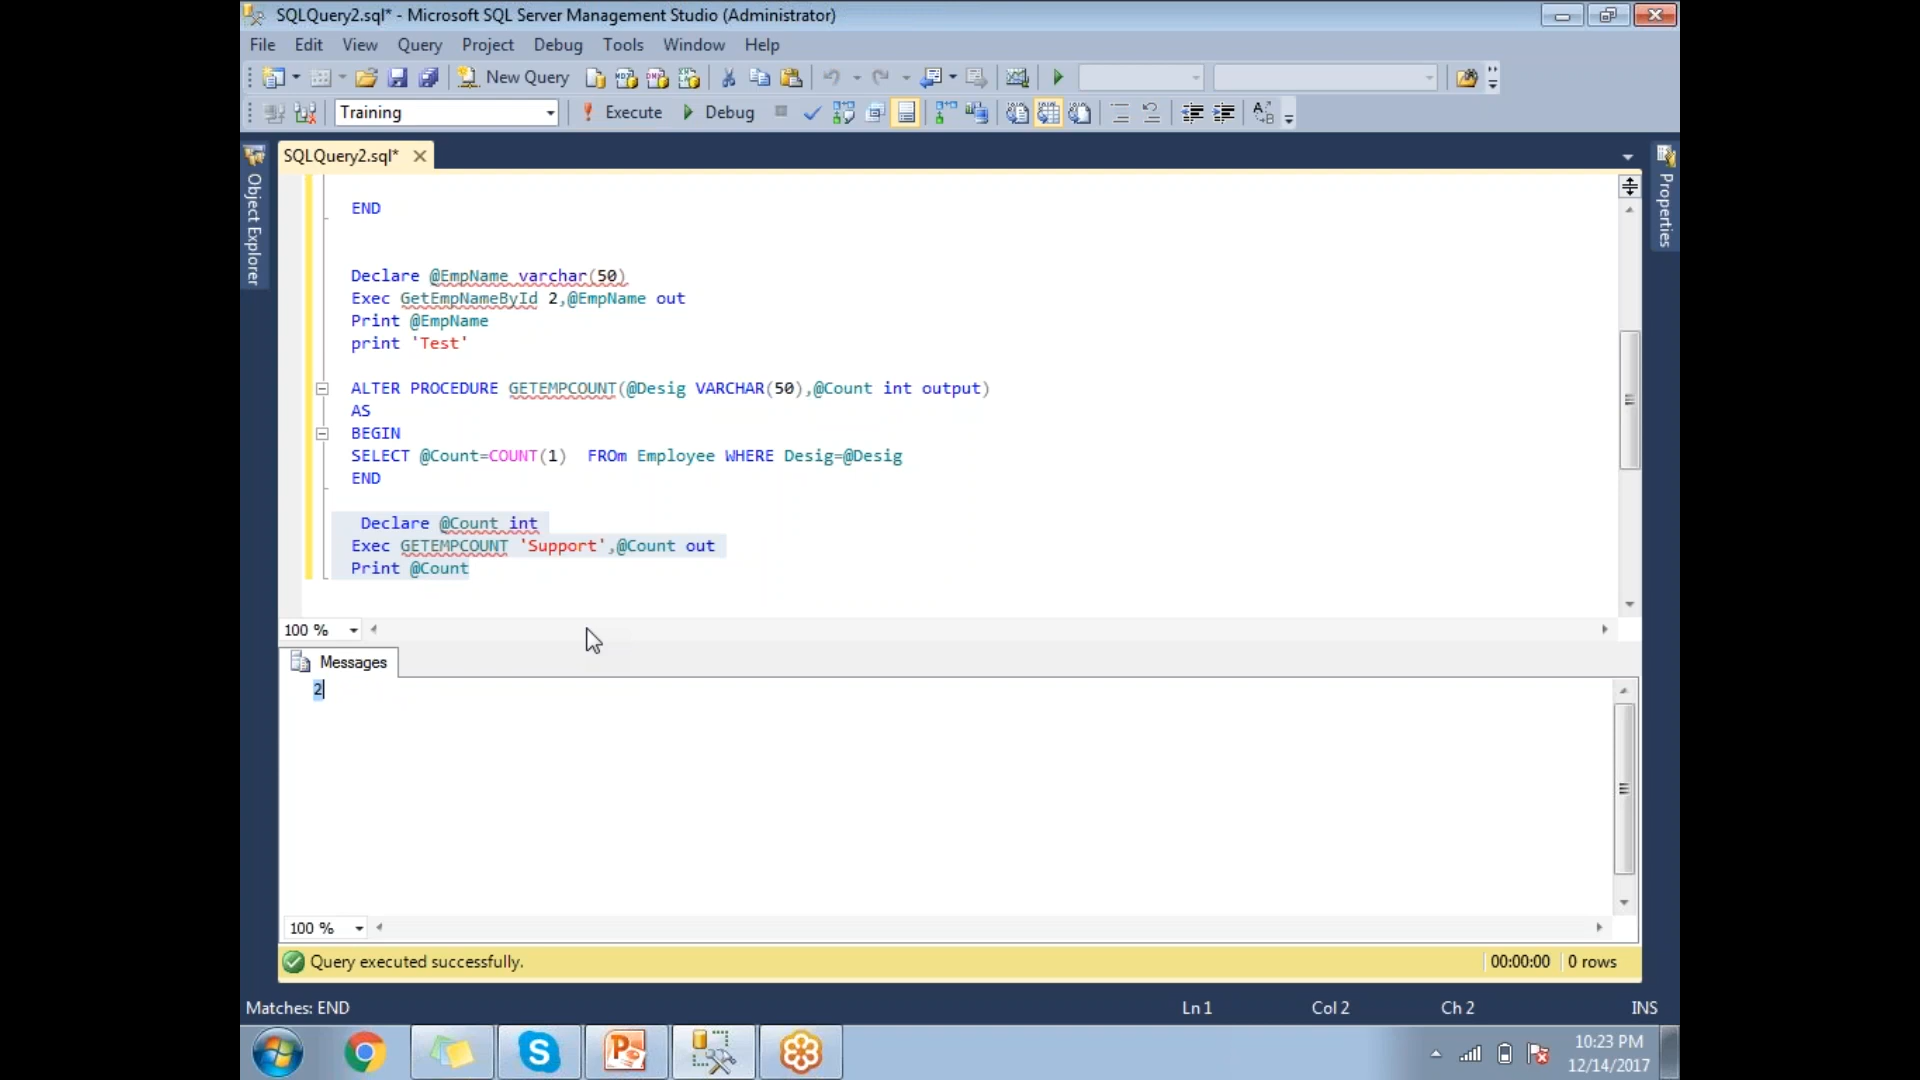 SQLQuery2.sql* - Microsoft SQL Server Management Studio (Administrator)
File Edit View Query Project Debug Tools Window Help
New Query
Training Execute Debug
SQLQuery2.sql*
Object Explorer
Properties
END
Declare @EmpName varchar(50)
Exec GetEmpNameById 2,@EmpName out
Print @EmpName
print 'Test'
ALTER PROCEDURE GETEMPCOUNT(@Desig VARCHAR(50),@Count int output)
AS
BEGIN
SELECT @Count=COUNT(1) FROm Employee WHERE Desig=@Desig
END
Declare @Count int
Exec GETEMPCOUNT 'Support',@Count out
Print @Count
100 %
Messages
2
100 %
Query executed successfully. 00:00:00 0 rows
Matches: END Ln 1 Col 2 Ch 2 INS
10:23 PM
12/14/2017